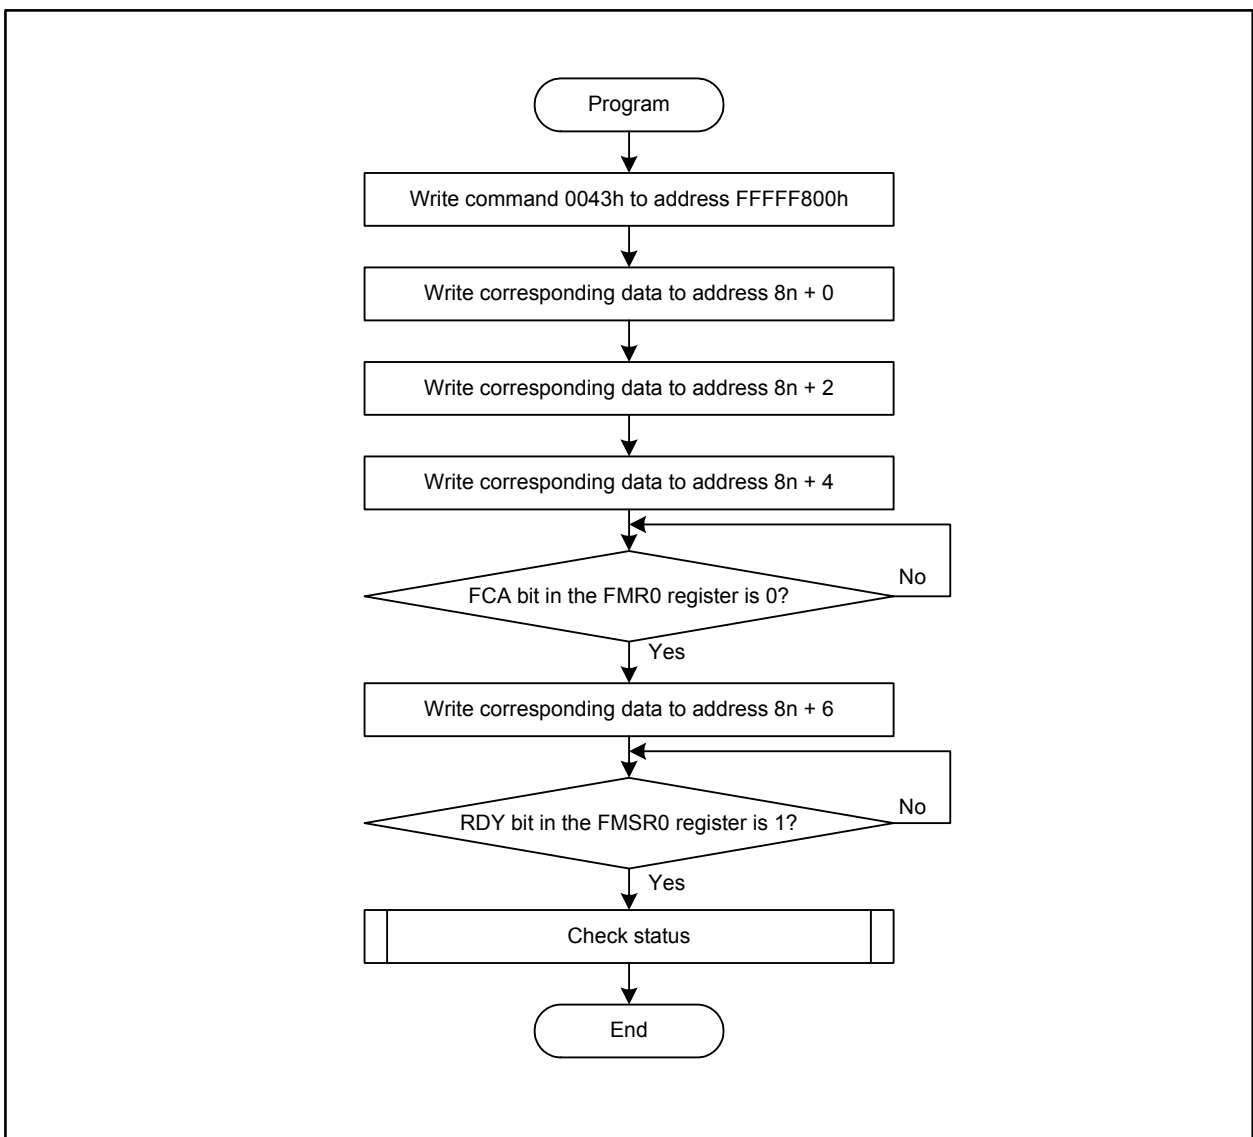 Program
Write command 0043h to address FFFFF800h
Write corresponding data to address 8n + 0
Write corresponding data to address 8n + 2
Write corresponding data to address 8n + 4
No
FCA bit in the FMR0 register is 0?
Yes
Write corresponding data to address 8n + 6
No
RDY bit in the FMSR0 register is 1?
Yes
Check status
End